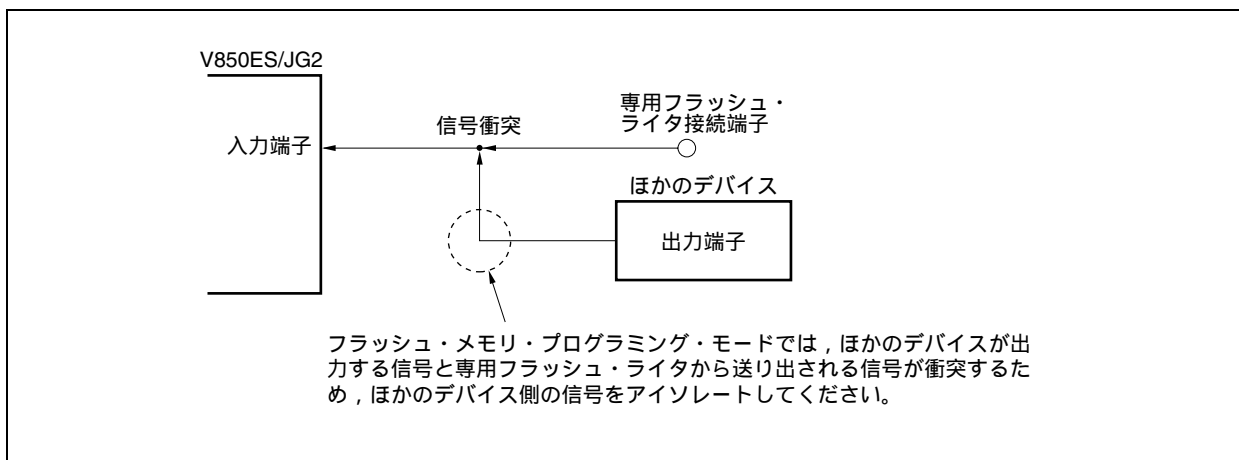 V850ES/JG2
入力端子
信号衝突
専用フラッシュ・
ライタ接続端子
ほかのデバイス
出力端子
フラッシュ・メモリ・プログラミング・モードでは，ほかのデバイスが出
力する信号と専用フラッシュ・ライタから送り出される信号が衝突するた
め，ほかのデバイス側の信号をアイソレートしてください。